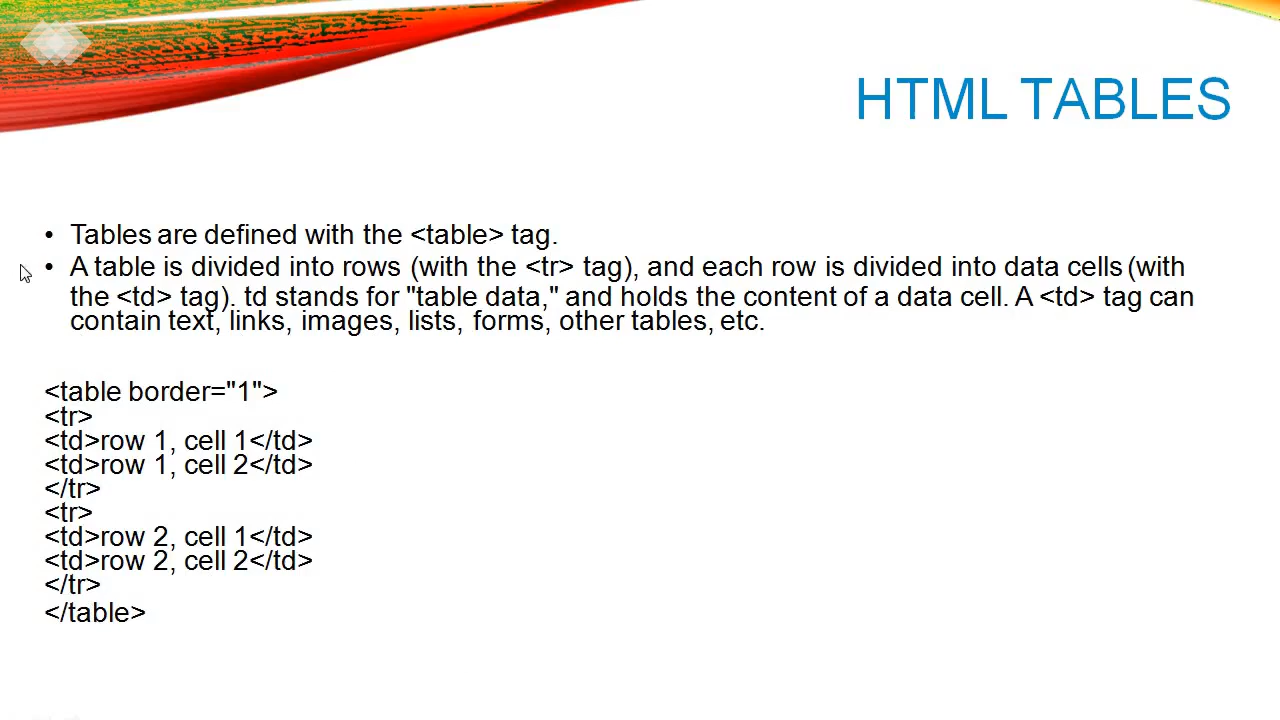 HTML TABLES
• Tables are defined with the <table> tag.
• A table is divided into rows (with the <tr> tag), and each row is divided into data cells (with
the <td> tag). td stands for "table data," and holds the content of a data cell. A <td> tag can
contain text, links, images, lists, forms, other tables, etc.
<table border="1">
<tr>
<td>row 1, cell 1</td>
<td>row 1, cell 2</td>
</tr>
<tr>
<td>row 2, cell 1</td>
<td>row 2, cell 2</td>
</tr>
</table>